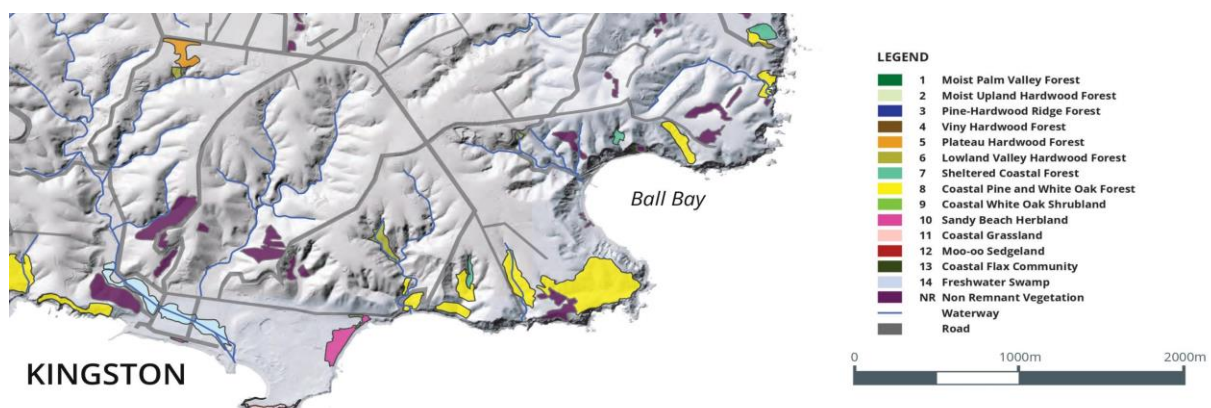 Ball Bay
KINGSTON
LEGEND
1 Moist Palm Valley Forest
2 Moist Upland Hardwood Forest
3 Pine-Hardwood Ridge Forest
4 Viny Hardwood Forest
5 Plateau Hardwood Forest
6 Lowland Valley Hardwood Forest
7 Sheltered Coastal Forest
8 Coastal Pine and White Oak Forest
9 Coastal White Oak Shrubland
10 Sandy Beach Herbland
11 Coastal Grassland
12 Moo-oo Sedgeland
13 Coastal Flax Community
14 Freshwater Swamp
NR Non Remnant Vegetation
Waterway
Road
0 1000m 2000m